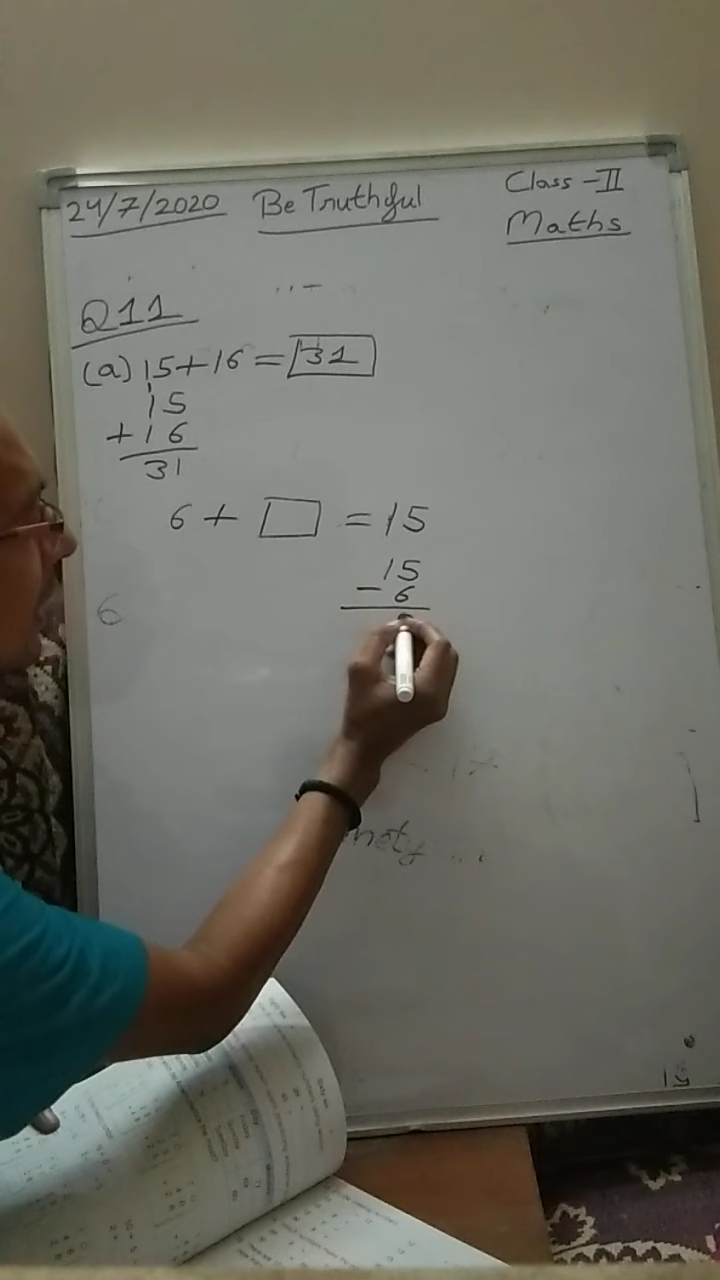 24/7/2020 Be Truthful Class-II
Maths
Q11
(a) 15+16 = 31
15
+16
31
6 + = 15
15
-6
6